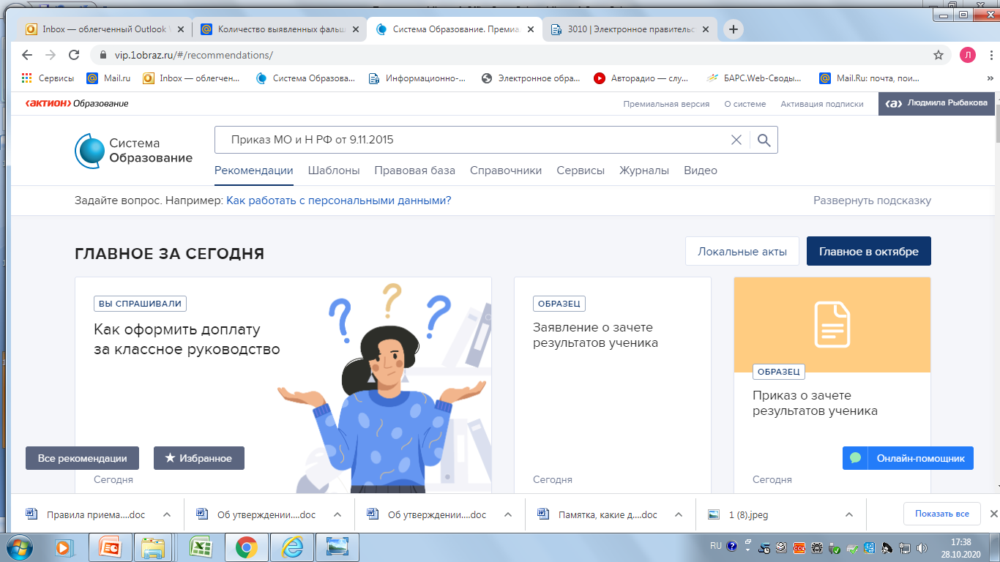 Inbox — облегченный Outlook
Количество выявленных фальш
Система Образование. Премиа
3010 | Электронное правительс
vip.1obraz.ru/#/recommendations/
Л
Сервисы
Mail.ru
Inbox — облегчен...
Система Образова...
Информационно-...
Электронное обра...
Авторадио — слу...
БАРС.Web-Своды...
Mail.Ru: почта, пои...
»
‹актион› Образование
Премиальная версия
О системе
Активация подписки
‹а› Людмила Рыбакова
Система
Образование
Приказ МО и Н РФ от 9.11.2015
Рекомендации
Шаблоны
Правовая база
Справочники
Сервисы
Журналы
Видео
Задайте вопрос. Например: Как работать с персональными данными?
Развернуть подсказку
ГЛАВНОЕ ЗА СЕГОДНЯ
Локальные акты
Главное в октябре
ВЫ СПРАШИВАЛИ
Как оформить доплату
за классное руководство
Сегодня
ОБРАЗЕЦ
Заявление о зачете
результатов ученика
Сегодня
ОБРАЗЕЦ
Приказ о зачете
результатов ученика
Сегодня
Все рекомендации
Избранное
Онлайн-помощник
Правила приема....doc
Об утверждении....doc
Об утверждении....doc
Памятка, какие д....doc
1 (8).jpeg
Показать все
RU
17:38
28.10.2020